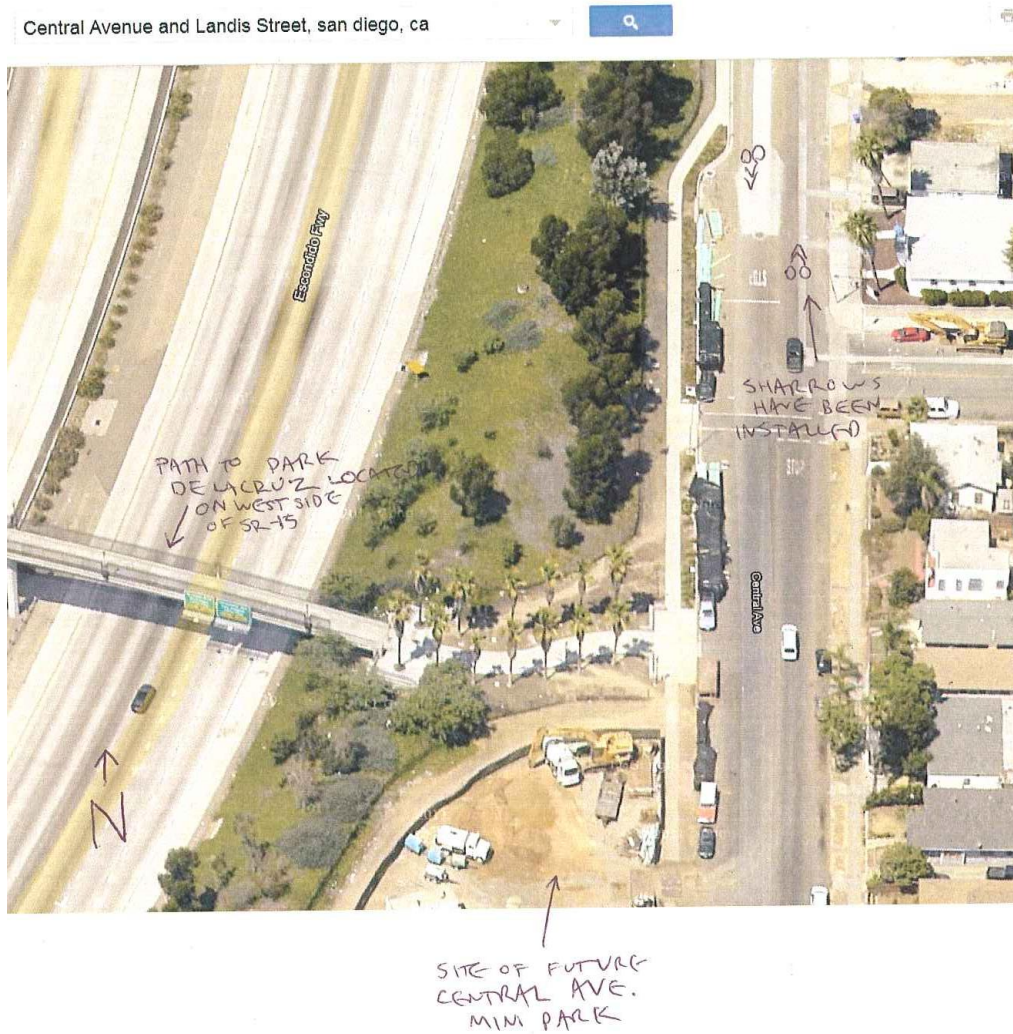 Central Avenue and Landis Street, san diego, ca
Escondido Fwy
STOP
SHARROWS
HAVE BEEN
INSTALLED
PATH TO PARK
DE LA CRUZ LOCATED
ON WEST SIDE
OF SR-15
STOP
Central Ave
N
SITE OF FUTURE
CENTRAL AVE.
MINI PARK